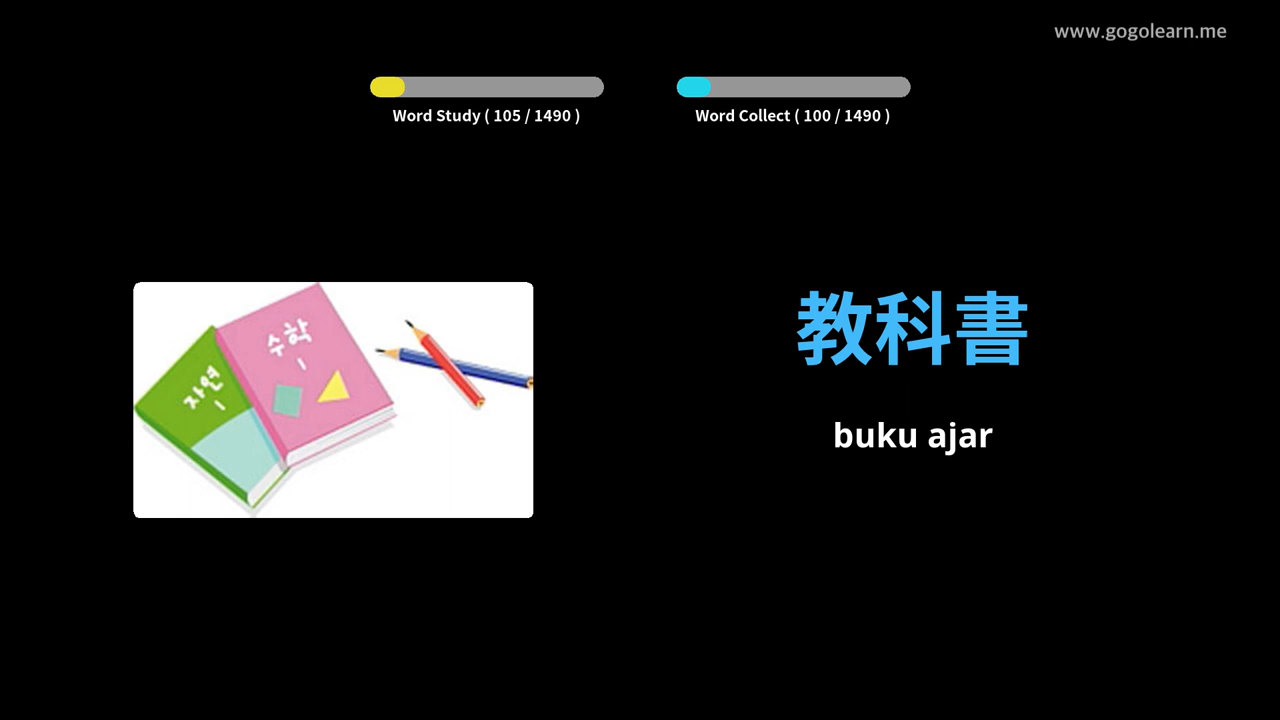 www.gogolearn.me
Word Study ( 105 / 1490 )
Word Collect ( 100 / 1490 )
자연
1
수학
1
教科書
buku ajar